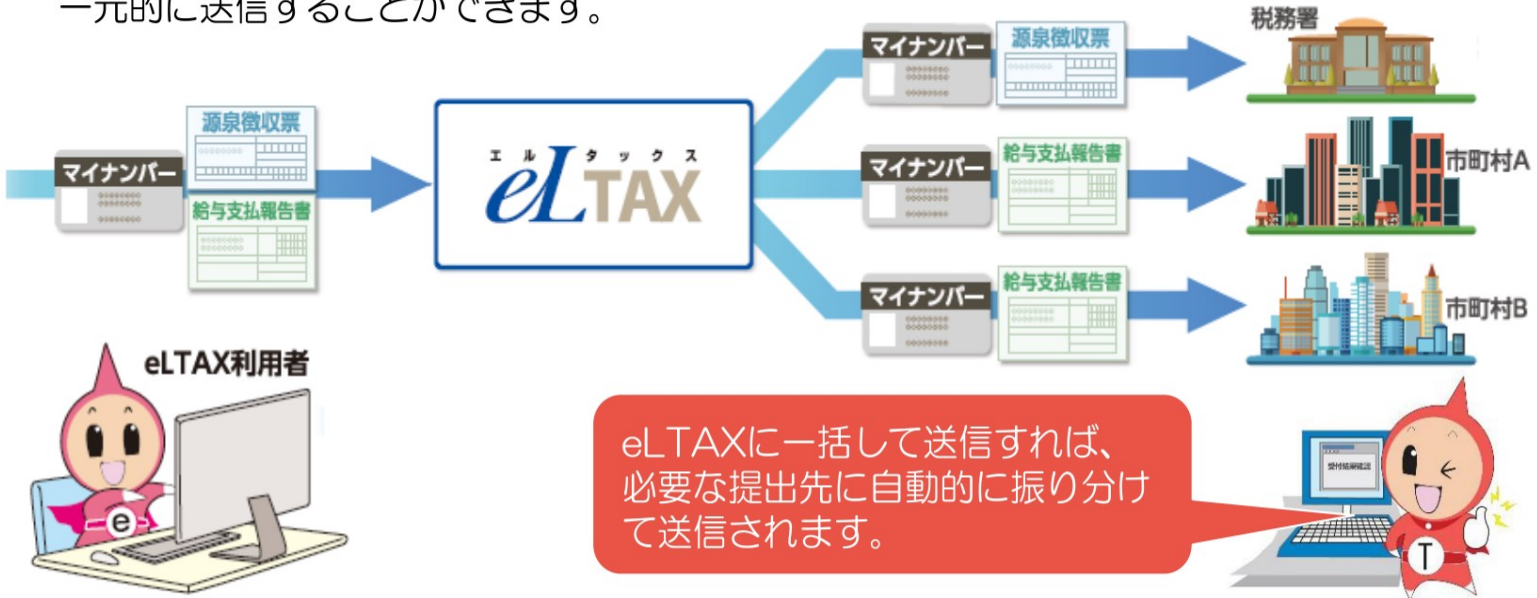 一元的に送信することができます。
税務署
マイナンバー
源泉徴収票
源泉徴収票
マイナンバー
給与支払報告書
エルタックス
eLTAX
マイナンバー
給与支払報告書
市町村A
マイナンバー
給与支払報告書
市町村B
eLTAX利用者
e
eLTAXに一括して送信すれば、
必要な提出先に自動的に振り分け
て送信されます。
受付結果確認
T